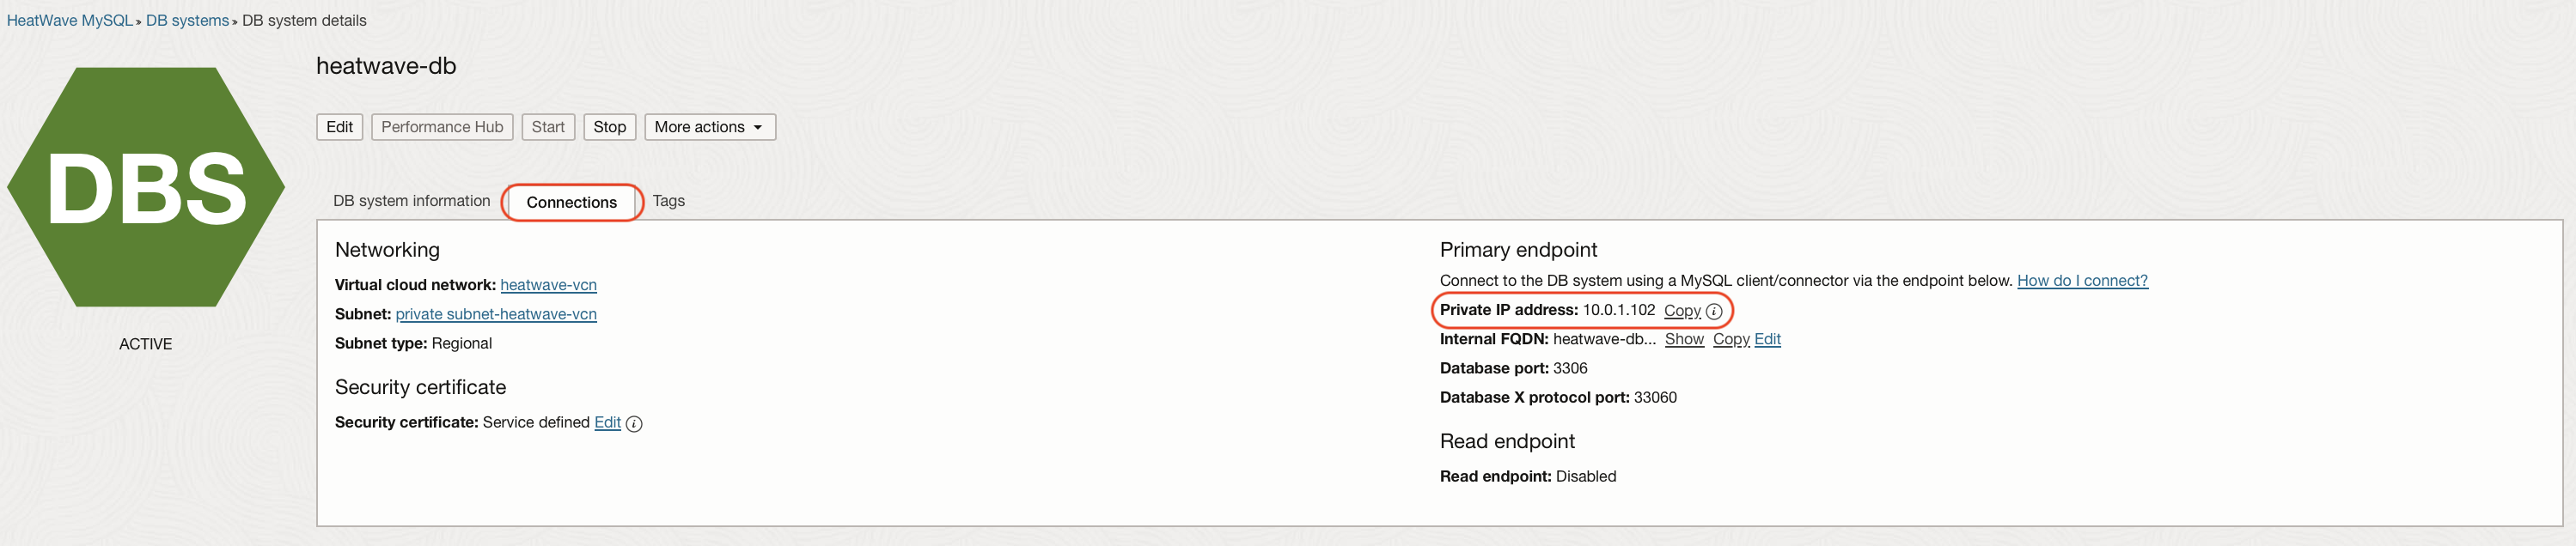 HeatWave MySQL » DB systems » DB system details
DBS
ACTIVE
heatwave-db
Edit Performance Hub Start Stop More actions
DB system information Connections Tags
Networking
Virtual cloud network: heatwave-vcn
Subnet: private subnet-heatwave-vcn
Subnet type: Regional
Security certificate
Security certificate: Service defined Edit i
Primary endpoint
Connect to the DB system using a MySQL client/connector via the endpoint below. How do I connect?
Private IP address: 10.0.1.102 Copy i
Internal FQDN: heatwave-db... Show Copy Edit
Database port: 3306
Database X protocol port: 33060
Read endpoint
Read endpoint: Disabled